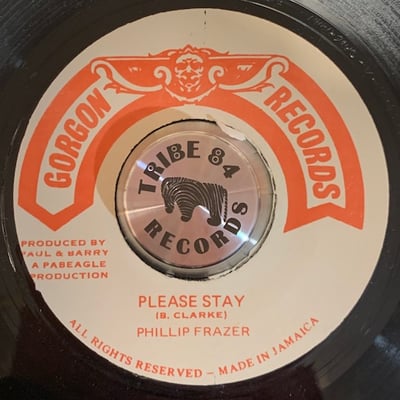 GORGON RECORDS
TRIBE 84
RECORDS
PRODUCED BY
PAUL & BARRY
A PABEAGLE
PRODUCTION
PLEASE STAY
(B. CLARKE)
PHILLIP FRAZER
ALL RIGHTS RESERVED - MADE IN JAMAICA